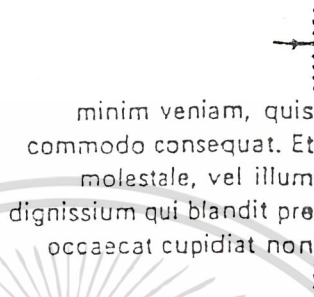 minim veniam, quis
commodo consequat. Et
molestale, vel illum
dignissium qui blandit pre
occaecat cupidiat non